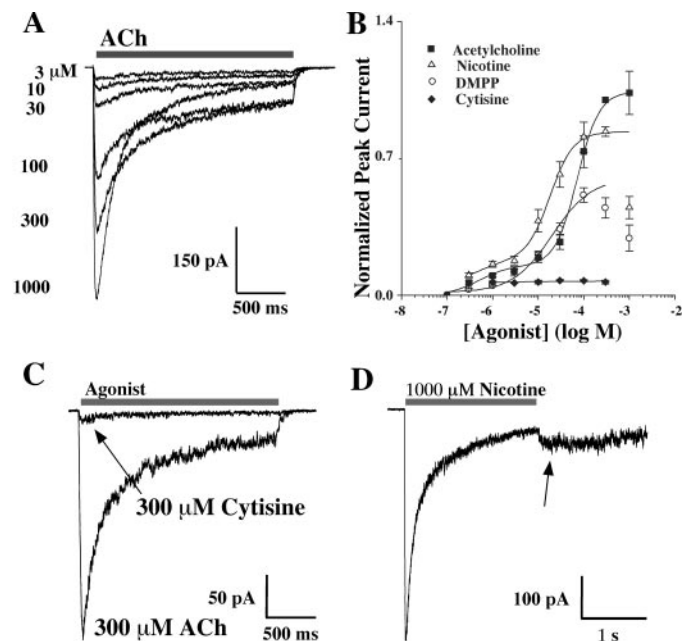 A
ACh
3 μM
10
30
100
300
1000
150 pA
500 ms
B
Normalized Peak Current
1.4
0.7
0.0
Acetylcholine
Nicotine
DMPP
Cytisine
-8 -7 -6 -5 -4 -3 -2
[Agonist] (log M)
C
Agonist
300 μM Cytisine
300 μM ACh
50 pA
500 ms
D
1000 μM Nicotine
100 pA
1 s